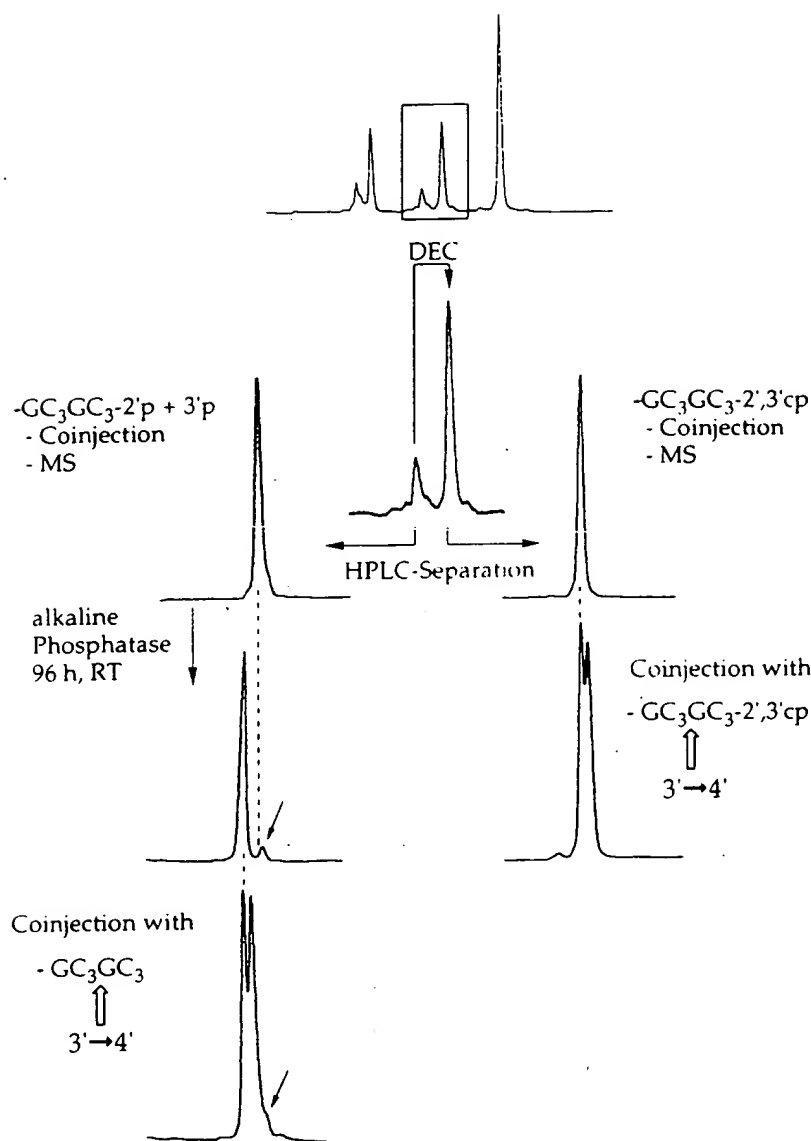 DEC
-GC₃GC₃-2'p + 3'p
- Coinjection
- MS
-GC₃GC₃-2',3'cp
- Coinjection
- MS
HPLC-Separation
alkaline
Phosphatase
96 h, RT
Coinjection with
- GC₃GC₃-2',3'cp
3'→4'
Coinjection with
- GC₃GC₃
3'→4'